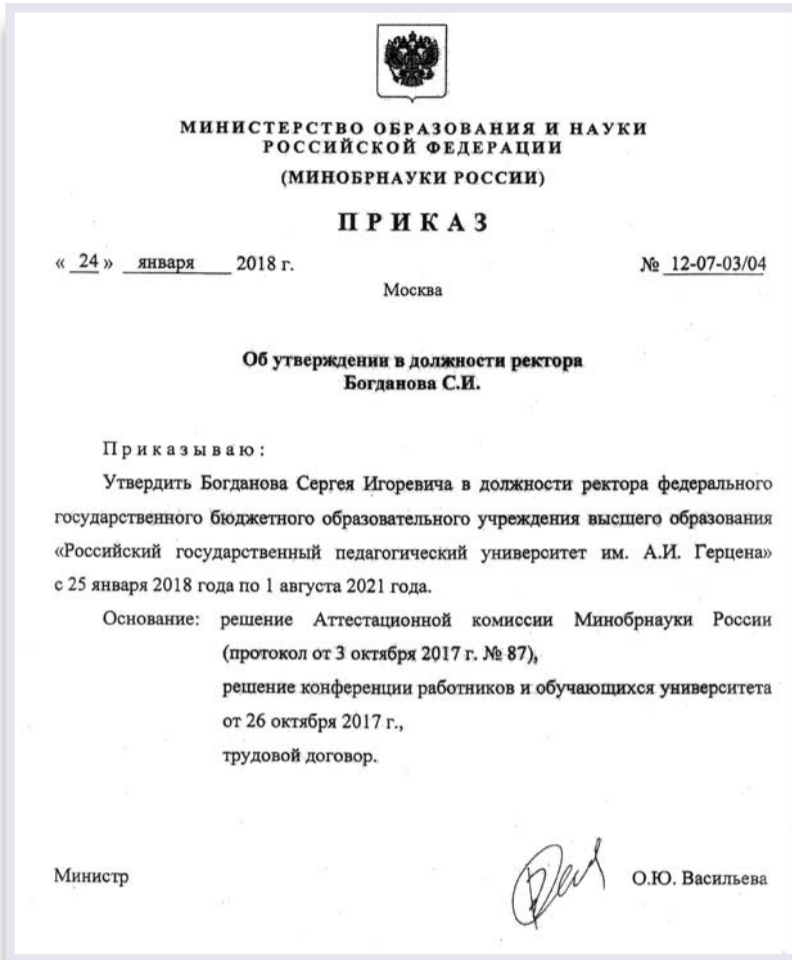 МИНИСТЕРСТВО ОБРАЗОВАНИЯ И НАУКИ
РОССИЙСКОЙ ФЕДЕРАЦИИ
(МИНОБРНАУКИ РОССИИ)
ПРИКАЗ
« 24 » января 2018 г. № 12-07-03/04
Москва
Об утверждении в должности ректора
Богданова С.И.
Приказываю:
Утвердить Богданова Сергея Игоревича в должности ректора федерального
государственного бюджетного образовательного учреждения высшего образования
«Российский государственный педагогический университет им. А.И. Герцена»
с 25 января 2018 года по 1 августа 2021 года.
Основание: решение Аттестационной комиссии Минобрнауки России
(протокол от 3 октября 2017 г. № 87),
решение конференции работников и обучающихся университета
от 26 октября 2017 г.,
трудовой договор.
Министр О.Ю. Васильева